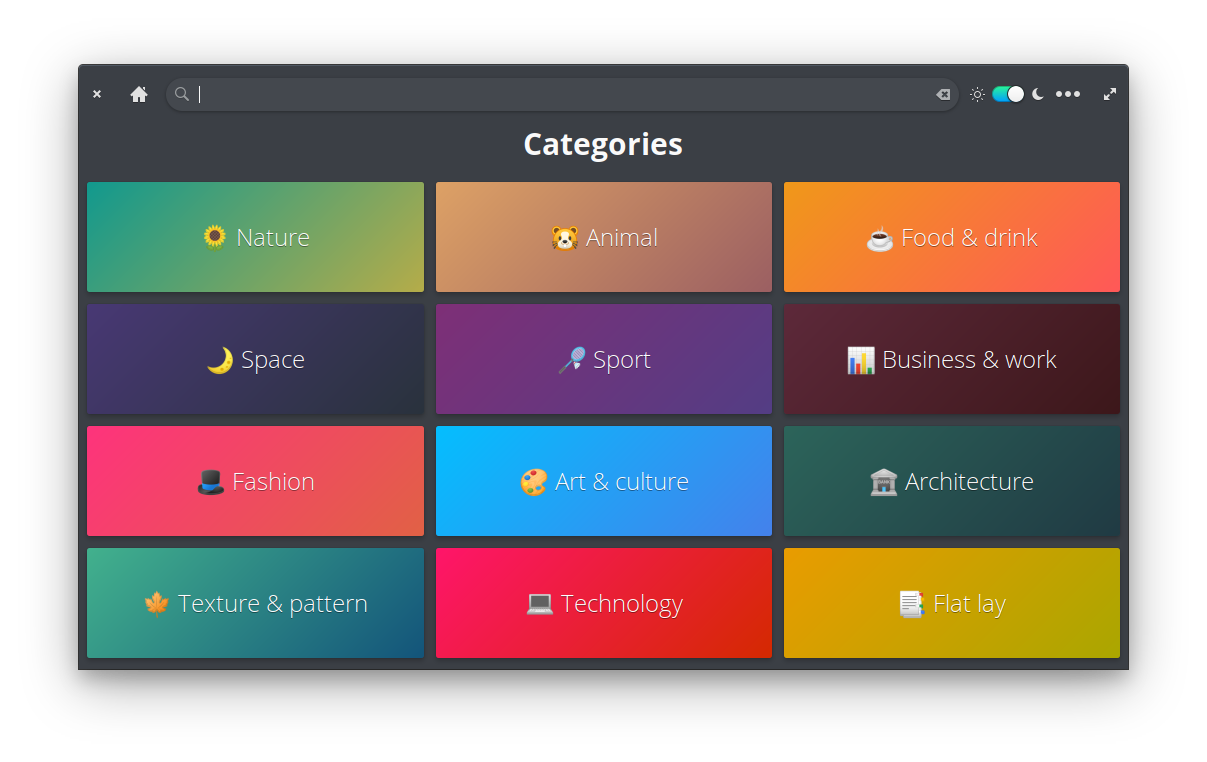 Categories
Nature
Animal
Food & drink
Space
Sport
Business & work
Fashion
Art & culture
Architecture
Texture & pattern
Technology
Flat lay